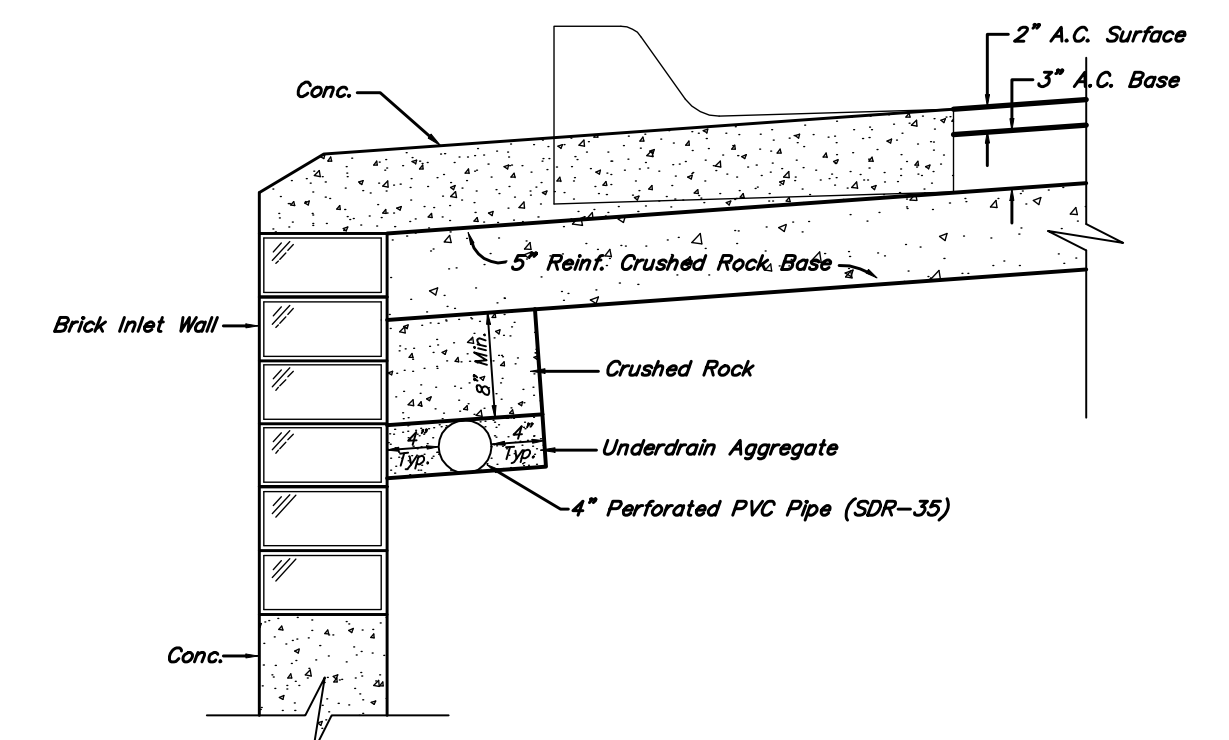 2" A.C. Surface
3" A.C. Base
Conc.
5" Reinf. Crushed Rock Base
Brick Inlet Wall
8" Min.
Crushed Rock
4"
Typ.
4"
Typ.
Underdrain Aggregate
4" Perforated PVC Pipe (SDR-35)
Conc.